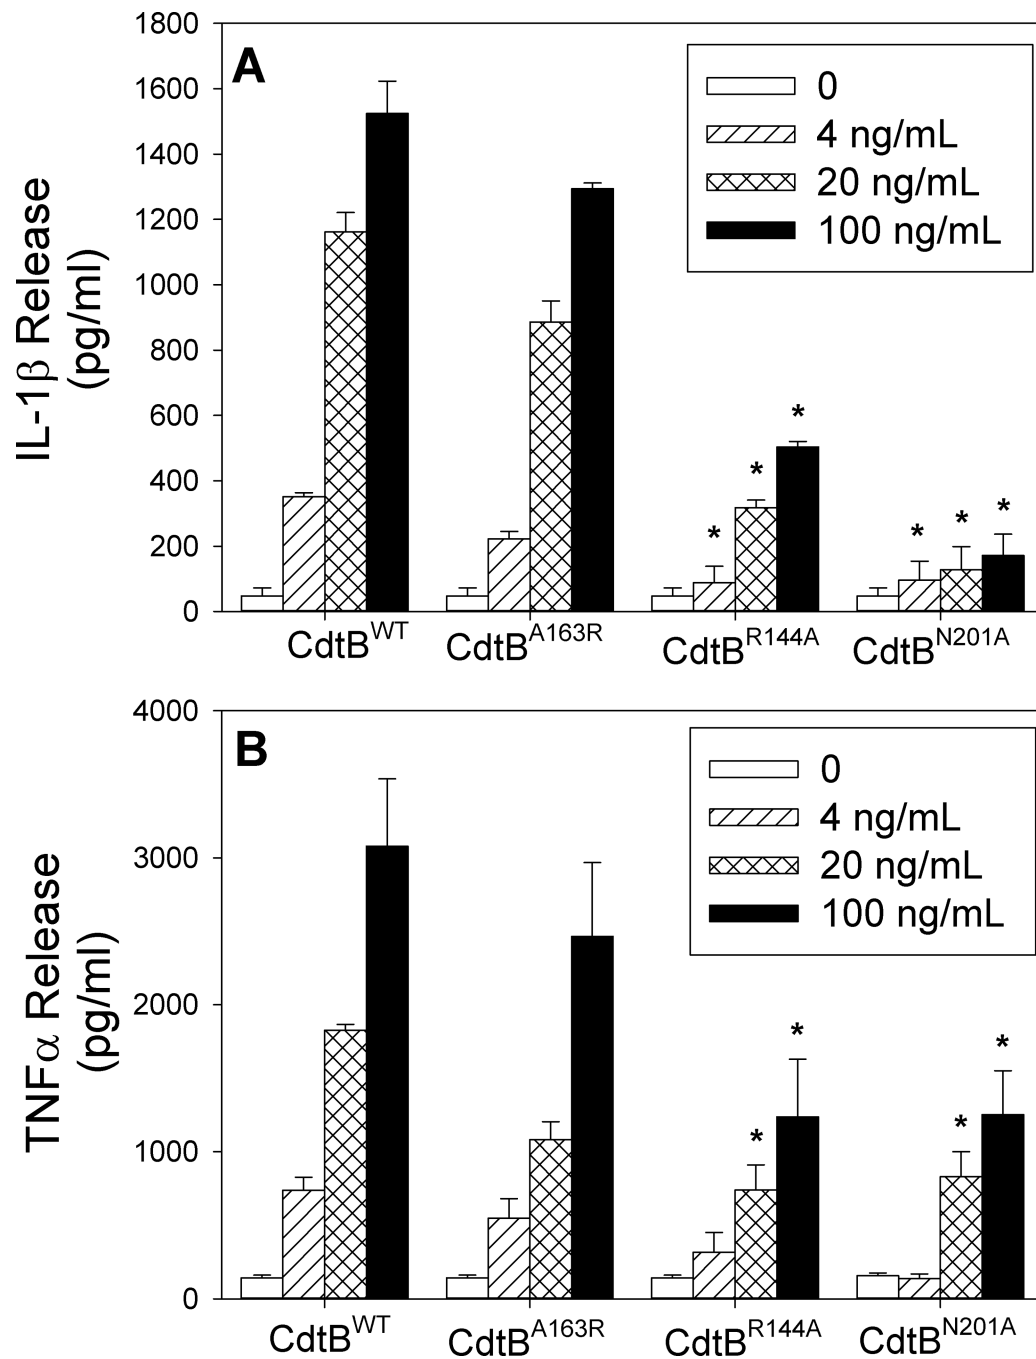 A
IL-1β Release
(pg/ml)
1800
1600
1400
1200
1000
800
600
400
200
0
0
4 ng/mL
20 ng/mL
100 ng/mL
* * * * * *
CdtB^WT CdtB^A163R CdtB^R144A CdtB^N201A
B
TNFα Release
(pg/ml)
4000
3000
2000
1000
0
0
4 ng/mL
20 ng/mL
100 ng/mL
* * * *
CdtB^WT CdtB^A163R CdtB^R144A CdtB^N201A